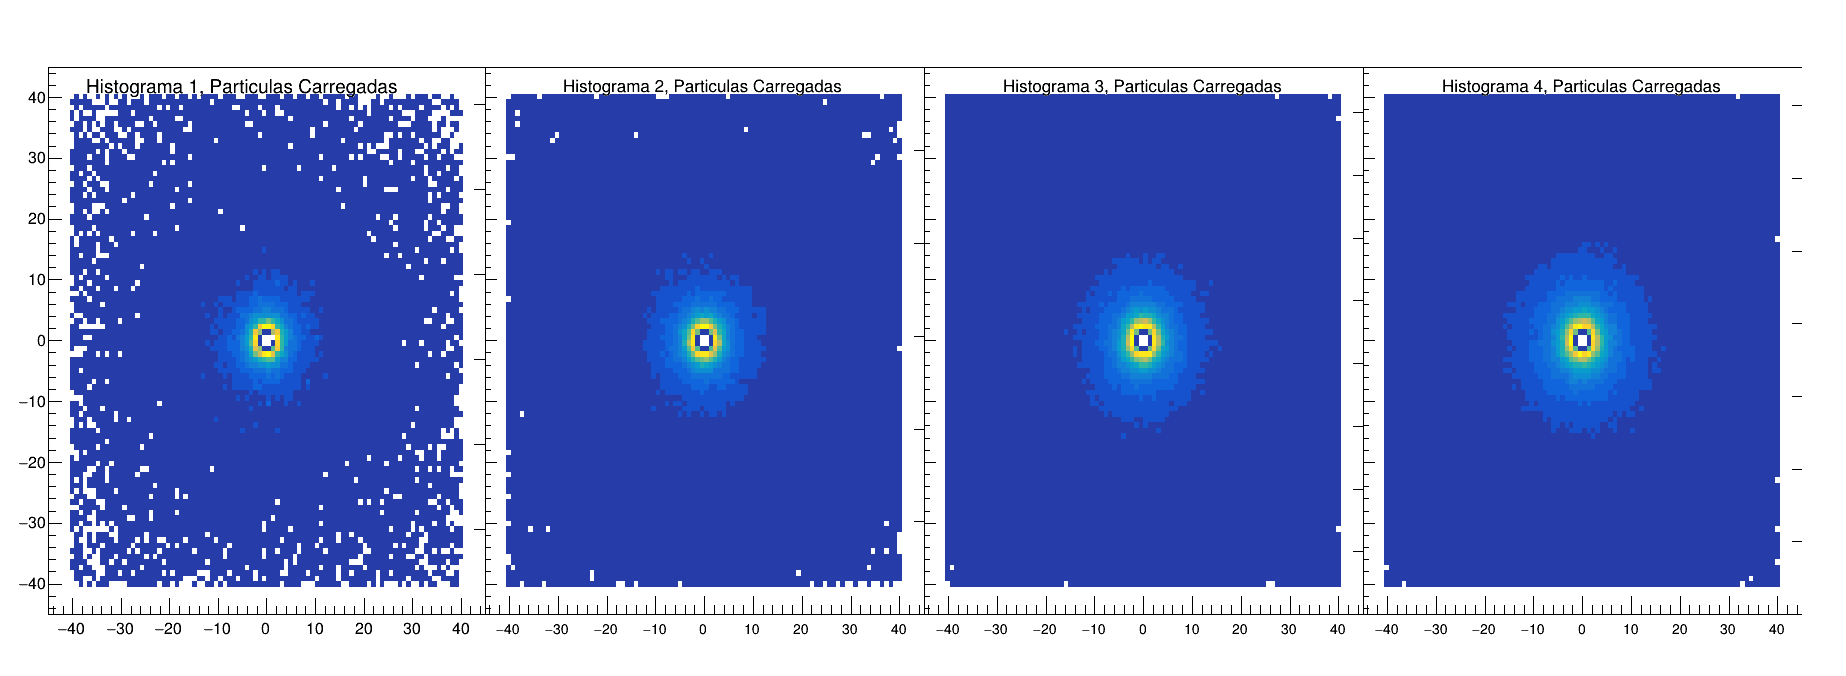 Histograma 1, Particulas Carregadas
Histograma 2, Particulas Carregadas
Histograma 3, Particulas Carregadas
Histograma 4, Particulas Carregadas
40
30
20
10
0
−10
−20
−30
−40
−40 −30 −20 −10 0 10 20 30 40
−40 −30 −20 −10 0 10 20 30 40
−40 −30 −20 −10 0 10 20 30 40
−40 −30 −20 −10 0 10 20 30 40